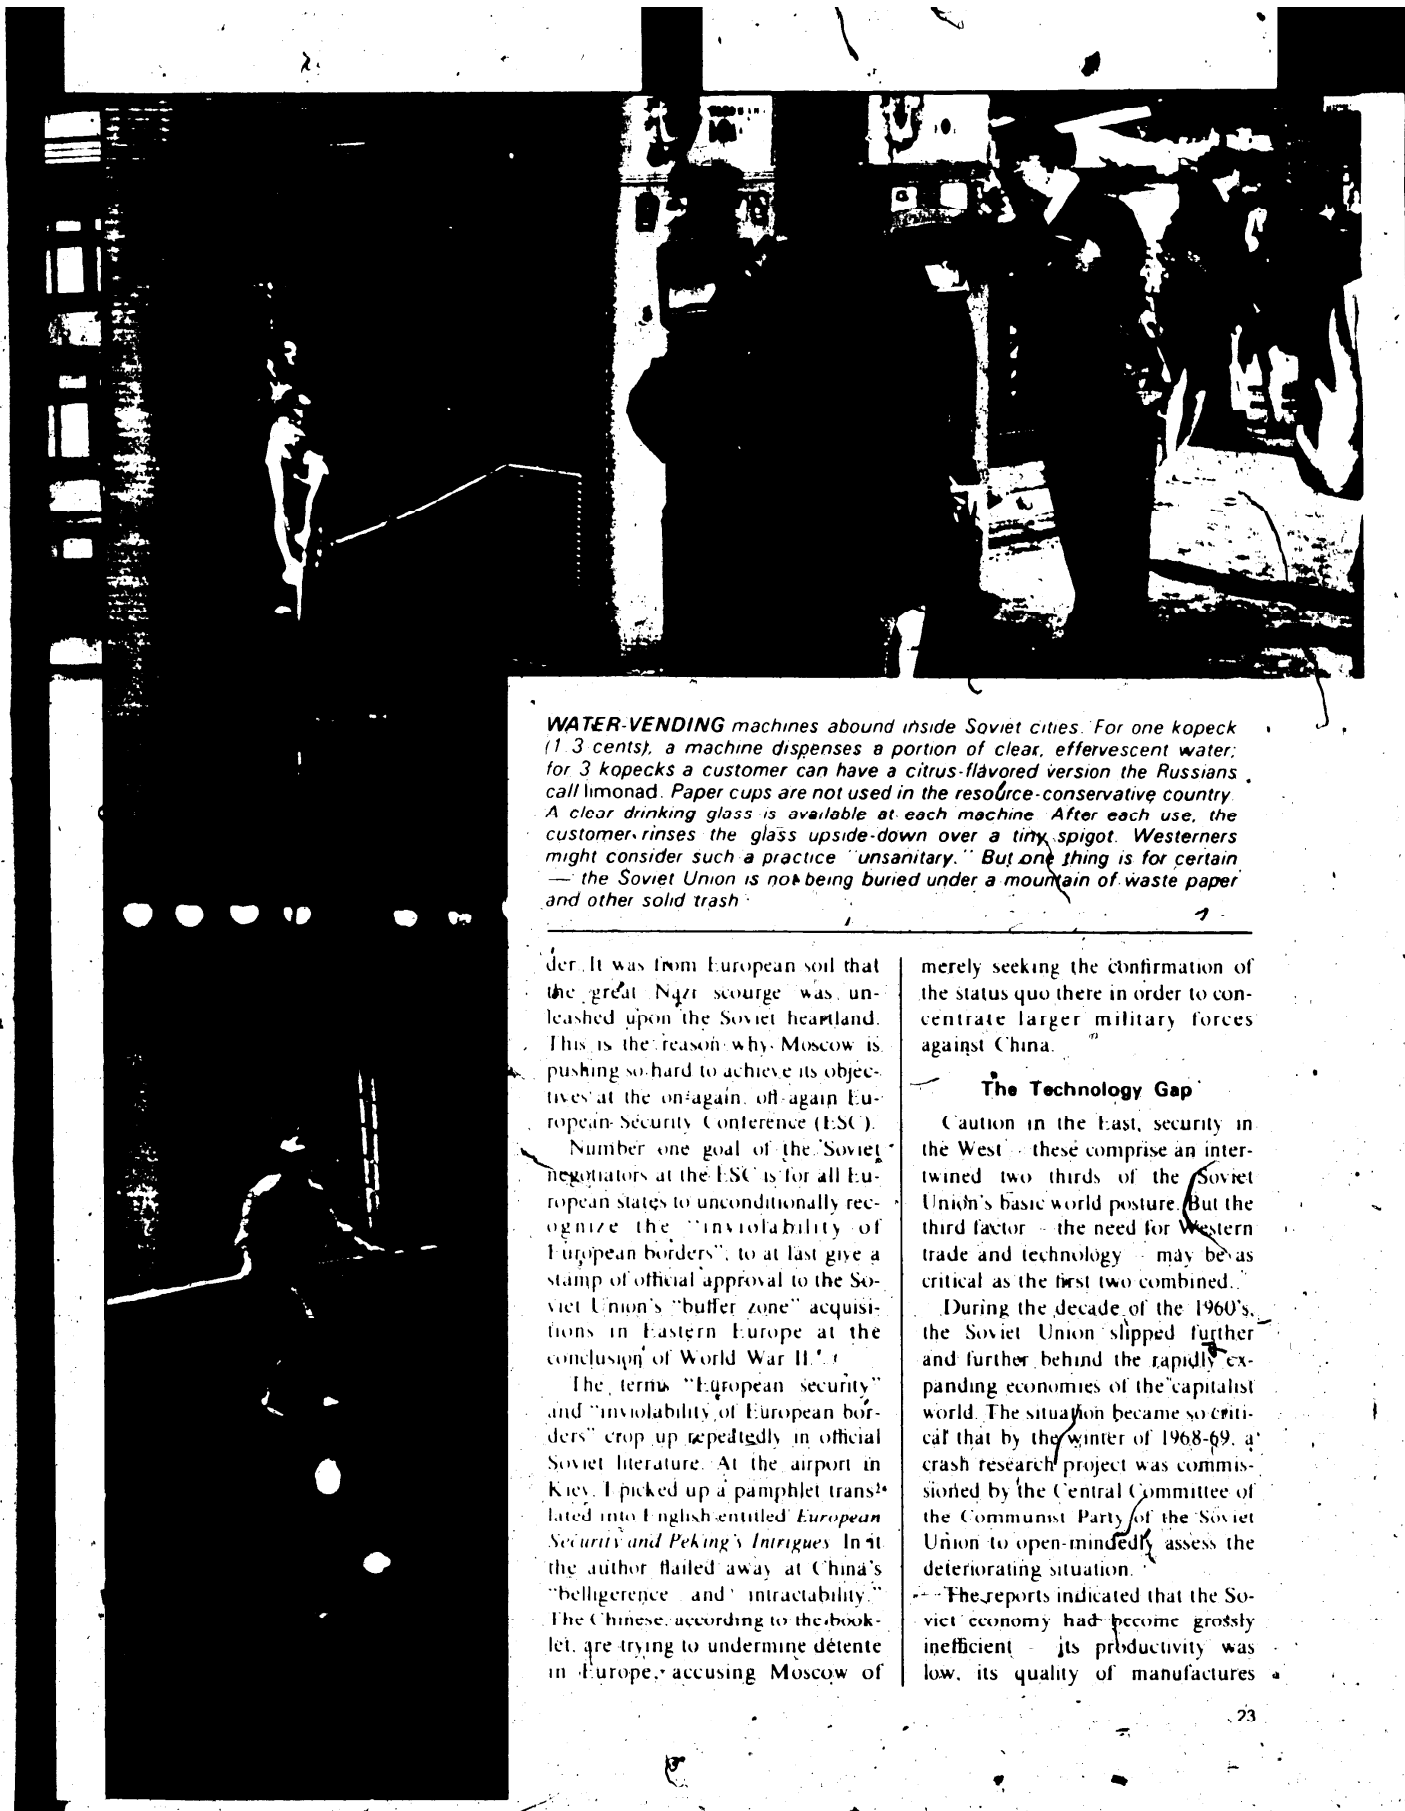 WATER-VENDING machines abound inside Soviet cities. For one kopeck
(1.3 cents), a machine dispenses a portion of clear, effervescent water;
for 3 kopecks a customer can have a citrus-flavored version the Russians
call limonad. Paper cups are not used in the resource-conservative country.
A clear drinking glass is available at each machine. After each use, the
customer rinses the glass upside-down over a tiny spigot. Westerners
might consider such a practice "unsanitary." But one thing is for certain
— the Soviet Union is not being buried under a mountain of waste paper
and other solid trash.
der. It was from European soil that
the great Nazi scourge was un-
leashed upon the Soviet heartland.
This is the reason why Moscow is
pushing so hard to achieve its objec-
tives at the on-again, off-again Eu-
ropean Security Conference (ESC).
Number one goal of the Soviet
negotiators at the ESC is for all Eu-
ropean states to unconditionally rec-
ognize the "inviolability of
European borders"; to at last give a
stamp of official approval to the So-
viet Union's "buffer zone" acquisi-
tions in Eastern Europe at the
conclusion of World War II.
The terms "European security"
and "inviolability of European bor-
ders" crop up repeatedly in official
Soviet literature. At the airport in
Kiev, I picked up a pamphlet trans-
lated into English entitled European
Security and Peking's Intrigues. In it
the author flailed away at China's
"belligerence and intractability."
The Chinese, according to the book-
let, are trying to undermine détente
in Europe, accusing Moscow of
merely seeking the confirmation of
the status quo there in order to con-
centrate larger military forces
against China.
The Technology Gap
Caution in the East, security in
the West - these comprise an inter-
twined two thirds of the Soviet
Union's basic world posture. But the
third factor - the need for Western
trade and technology - may be as
critical as the first two combined.
During the decade of the 1960's,
the Soviet Union slipped further
and further behind the rapidly ex-
panding economies of the capitalist
world. The situation became so criti-
cal that by the winter of 1968-69, a
crash research project was commis-
sioned by the Central Committee of
the Communist Party of the Soviet
Union to open-mindedly assess the
deteriorating situation.
The reports indicated that the So-
viet economy had become grossly
inefficient - its productivity was
low, its quality of manufactures
23